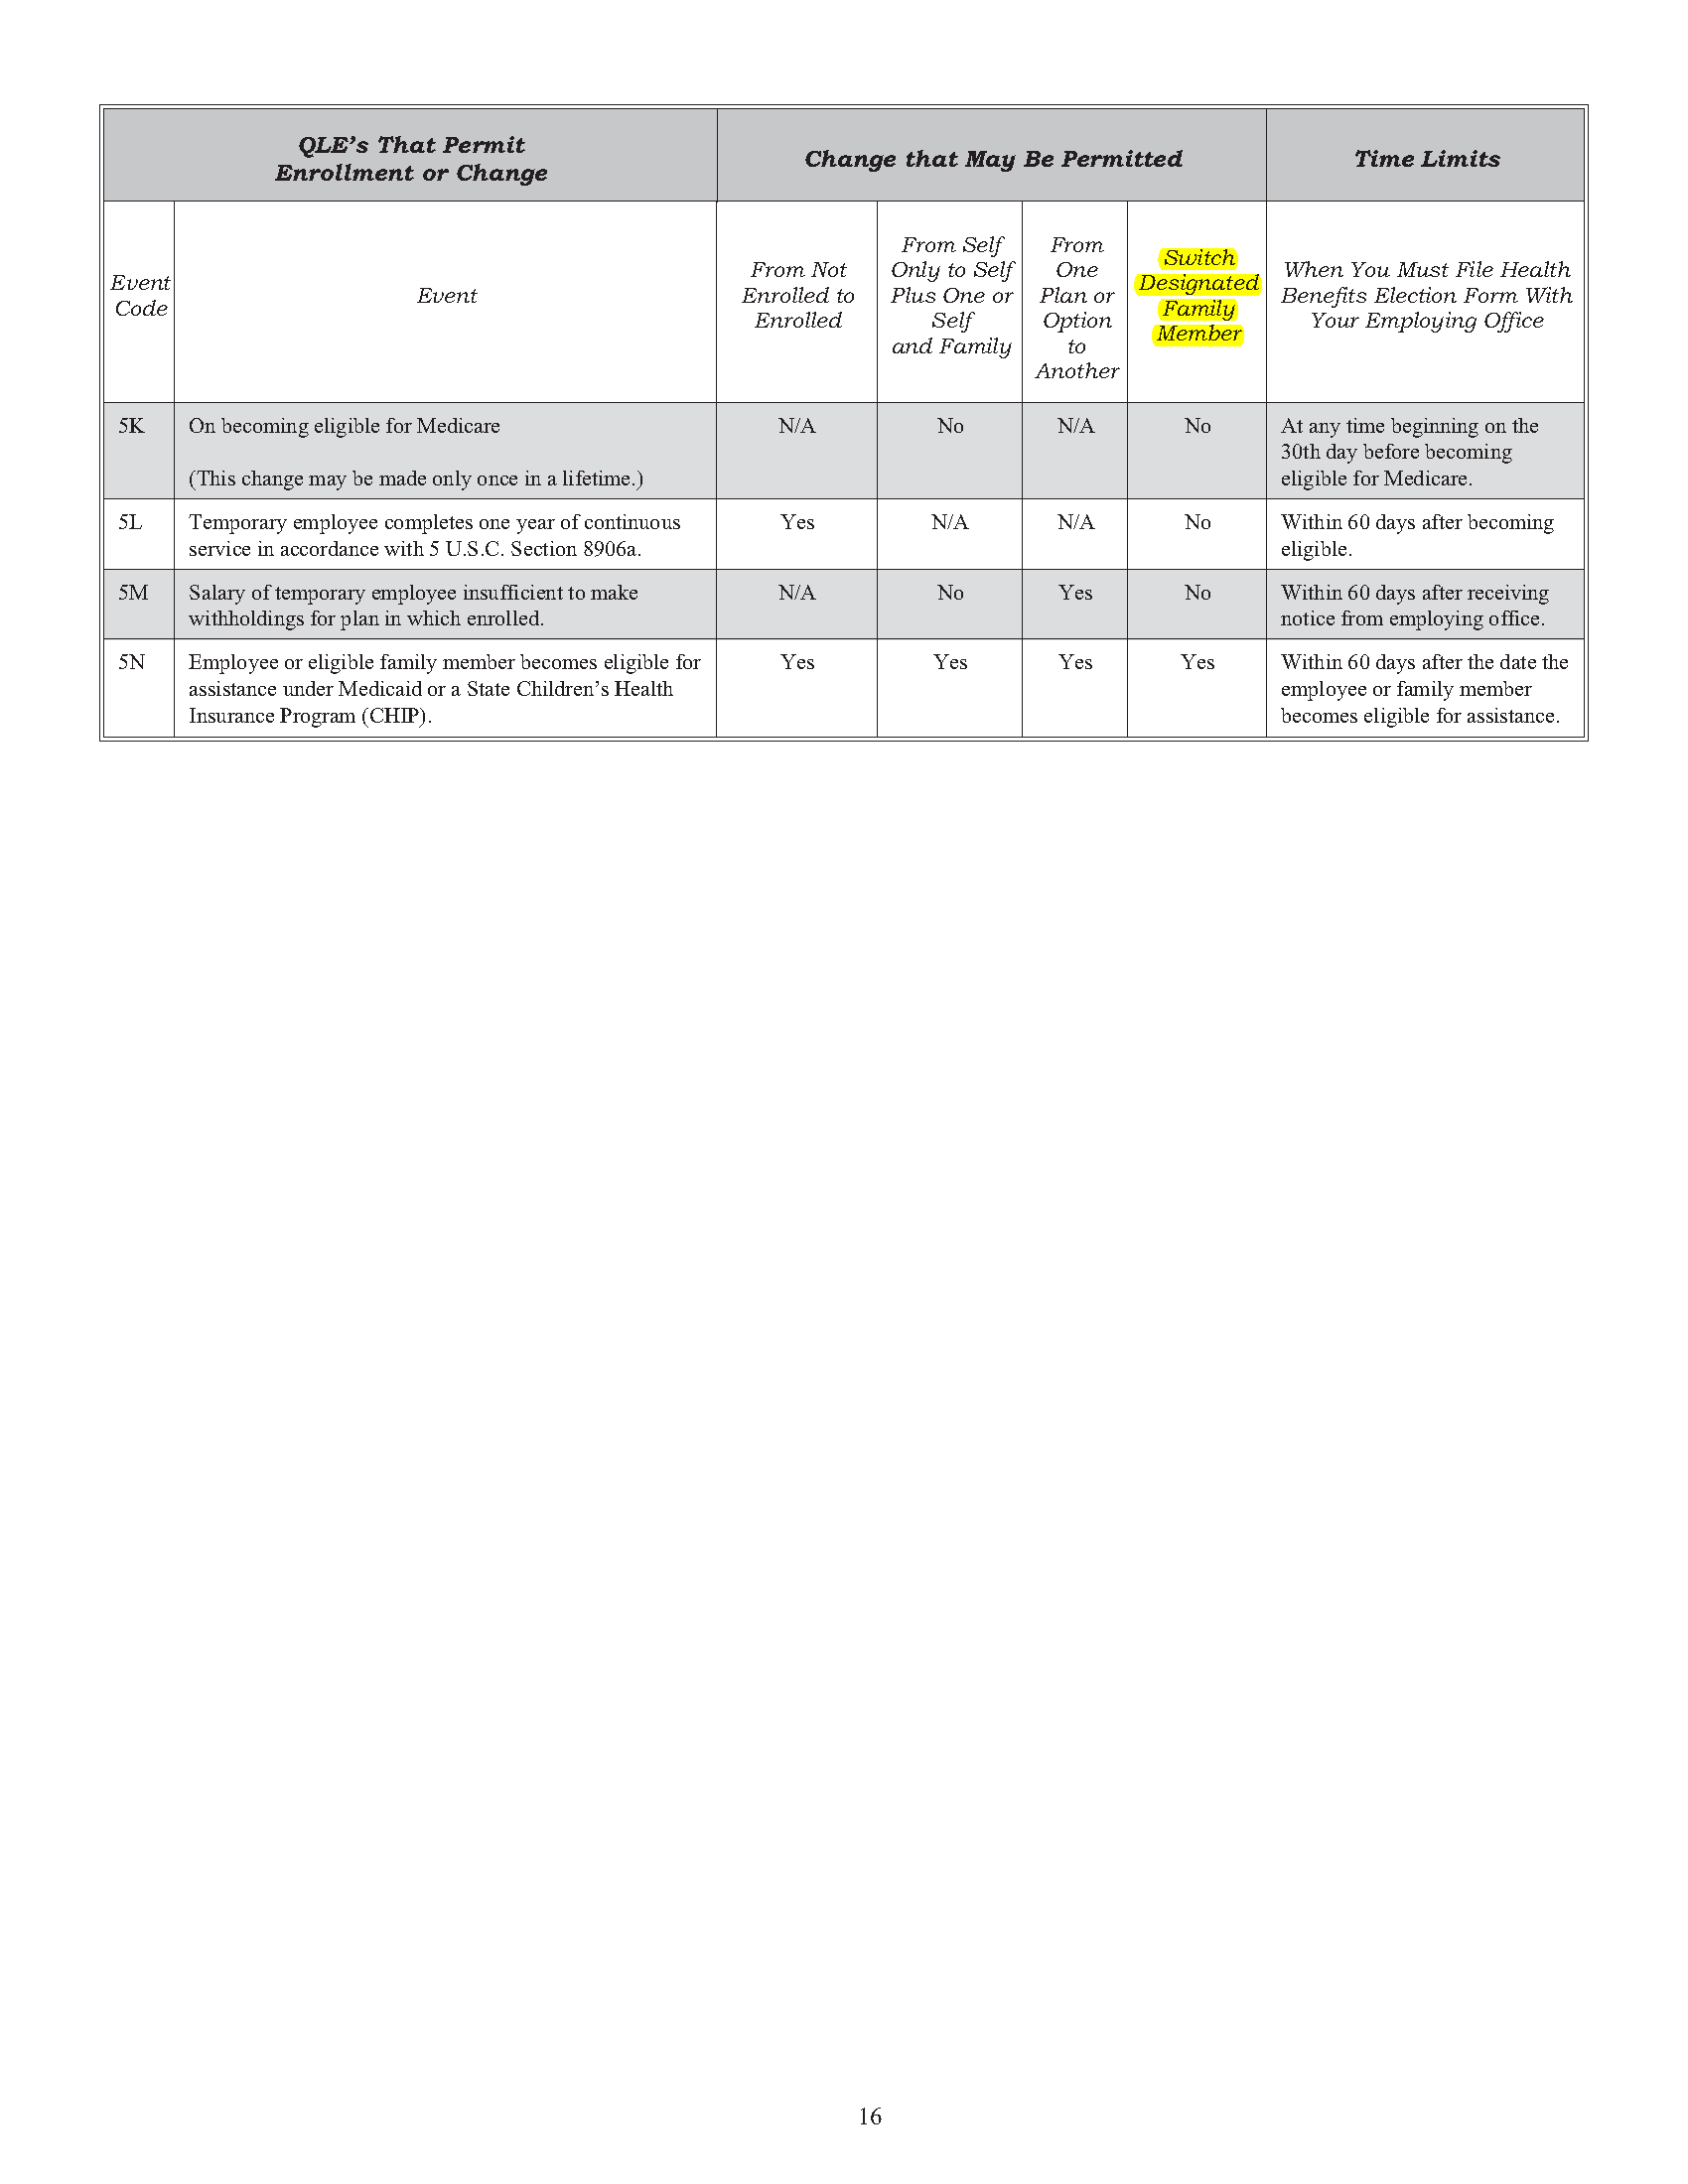 QLE’s That Permit
Enrollment or Change
Change that May Be Permitted
Time Limits
Event
Code
Event
From Not
Enrolled to
Enrolled
From Self
Only to Self
Plus One or
Self
and Family
From
One
Plan or
Option
to
Another
Switch
Designated
Family
Member
When You Must File Health
Benefits Election Form With
Your Employing Office
5K
On becoming eligible for Medicare
(This change may be made only once in a lifetime.)
N/A
No
N/A
No
At any time beginning on the
30th day before becoming
eligible for Medicare.
5L
Temporary employee completes one year of continuous
service in accordance with 5 U.S.C. Section 8906a.
Yes
N/A
N/A
No
Within 60 days after becoming
eligible.
5M
Salary of temporary employee insufficient to make
withholdings for plan in which enrolled.
N/A
No
Yes
No
Within 60 days after receiving
notice from employing office.
5N
Employee or eligible family member becomes eligible for
assistance under Medicaid or a State Children’s Health
Insurance Program (CHIP).
Yes
Yes
Yes
Yes
Within 60 days after the date the
employee or family member
becomes eligible for assistance.
16